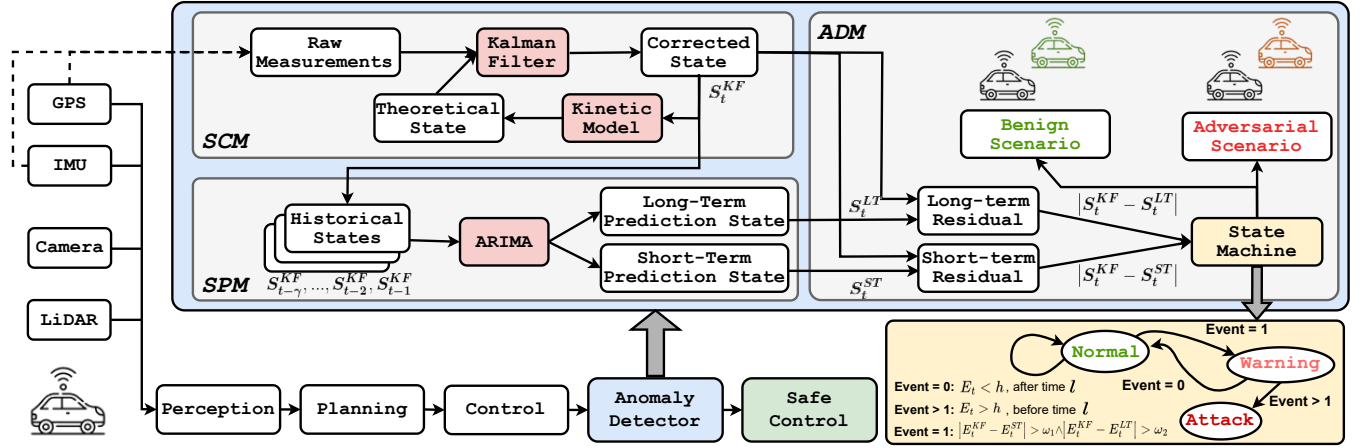 GPS
IMU
Camera
LiDAR
Raw
Measurements
Kalman
Filter
Corrected
State
$S_t^{KF}$
Theoretical
State
Kinetic
Model
SCM
Historical
States
$S_{t-\gamma}^{KF}, ..., S_{t-2}^{KF}, S_{t-1}^{KF}$
ARIMA
Long-Term
Prediction State
Short-Term
Prediction State
SPM
ADM
Benign
Scenario
Adversarial
Scenario
$S_t^{LT}$
Long-term
Residual
$|S_t^{KF} - S_t^{LT}|$
$S_t^{ST}$
Short-term
Residual
$|S_t^{KF} - S_t^{ST}|$
State
Machine
Perception
Planning
Control
Anomaly
Detector
Safe
Control
Normal
Event = 1
Warning
Event = 0
Event > 1
Attack
Event = 0: $E_t < h$, after time $l$
Event > 1: $E_t > h$, before time $l$
Event = 1: $|E_t^{KF} - E_t^{ST}| > \omega_1 \wedge |E_t^{KF} - E_t^{LT}| > \omega_2$